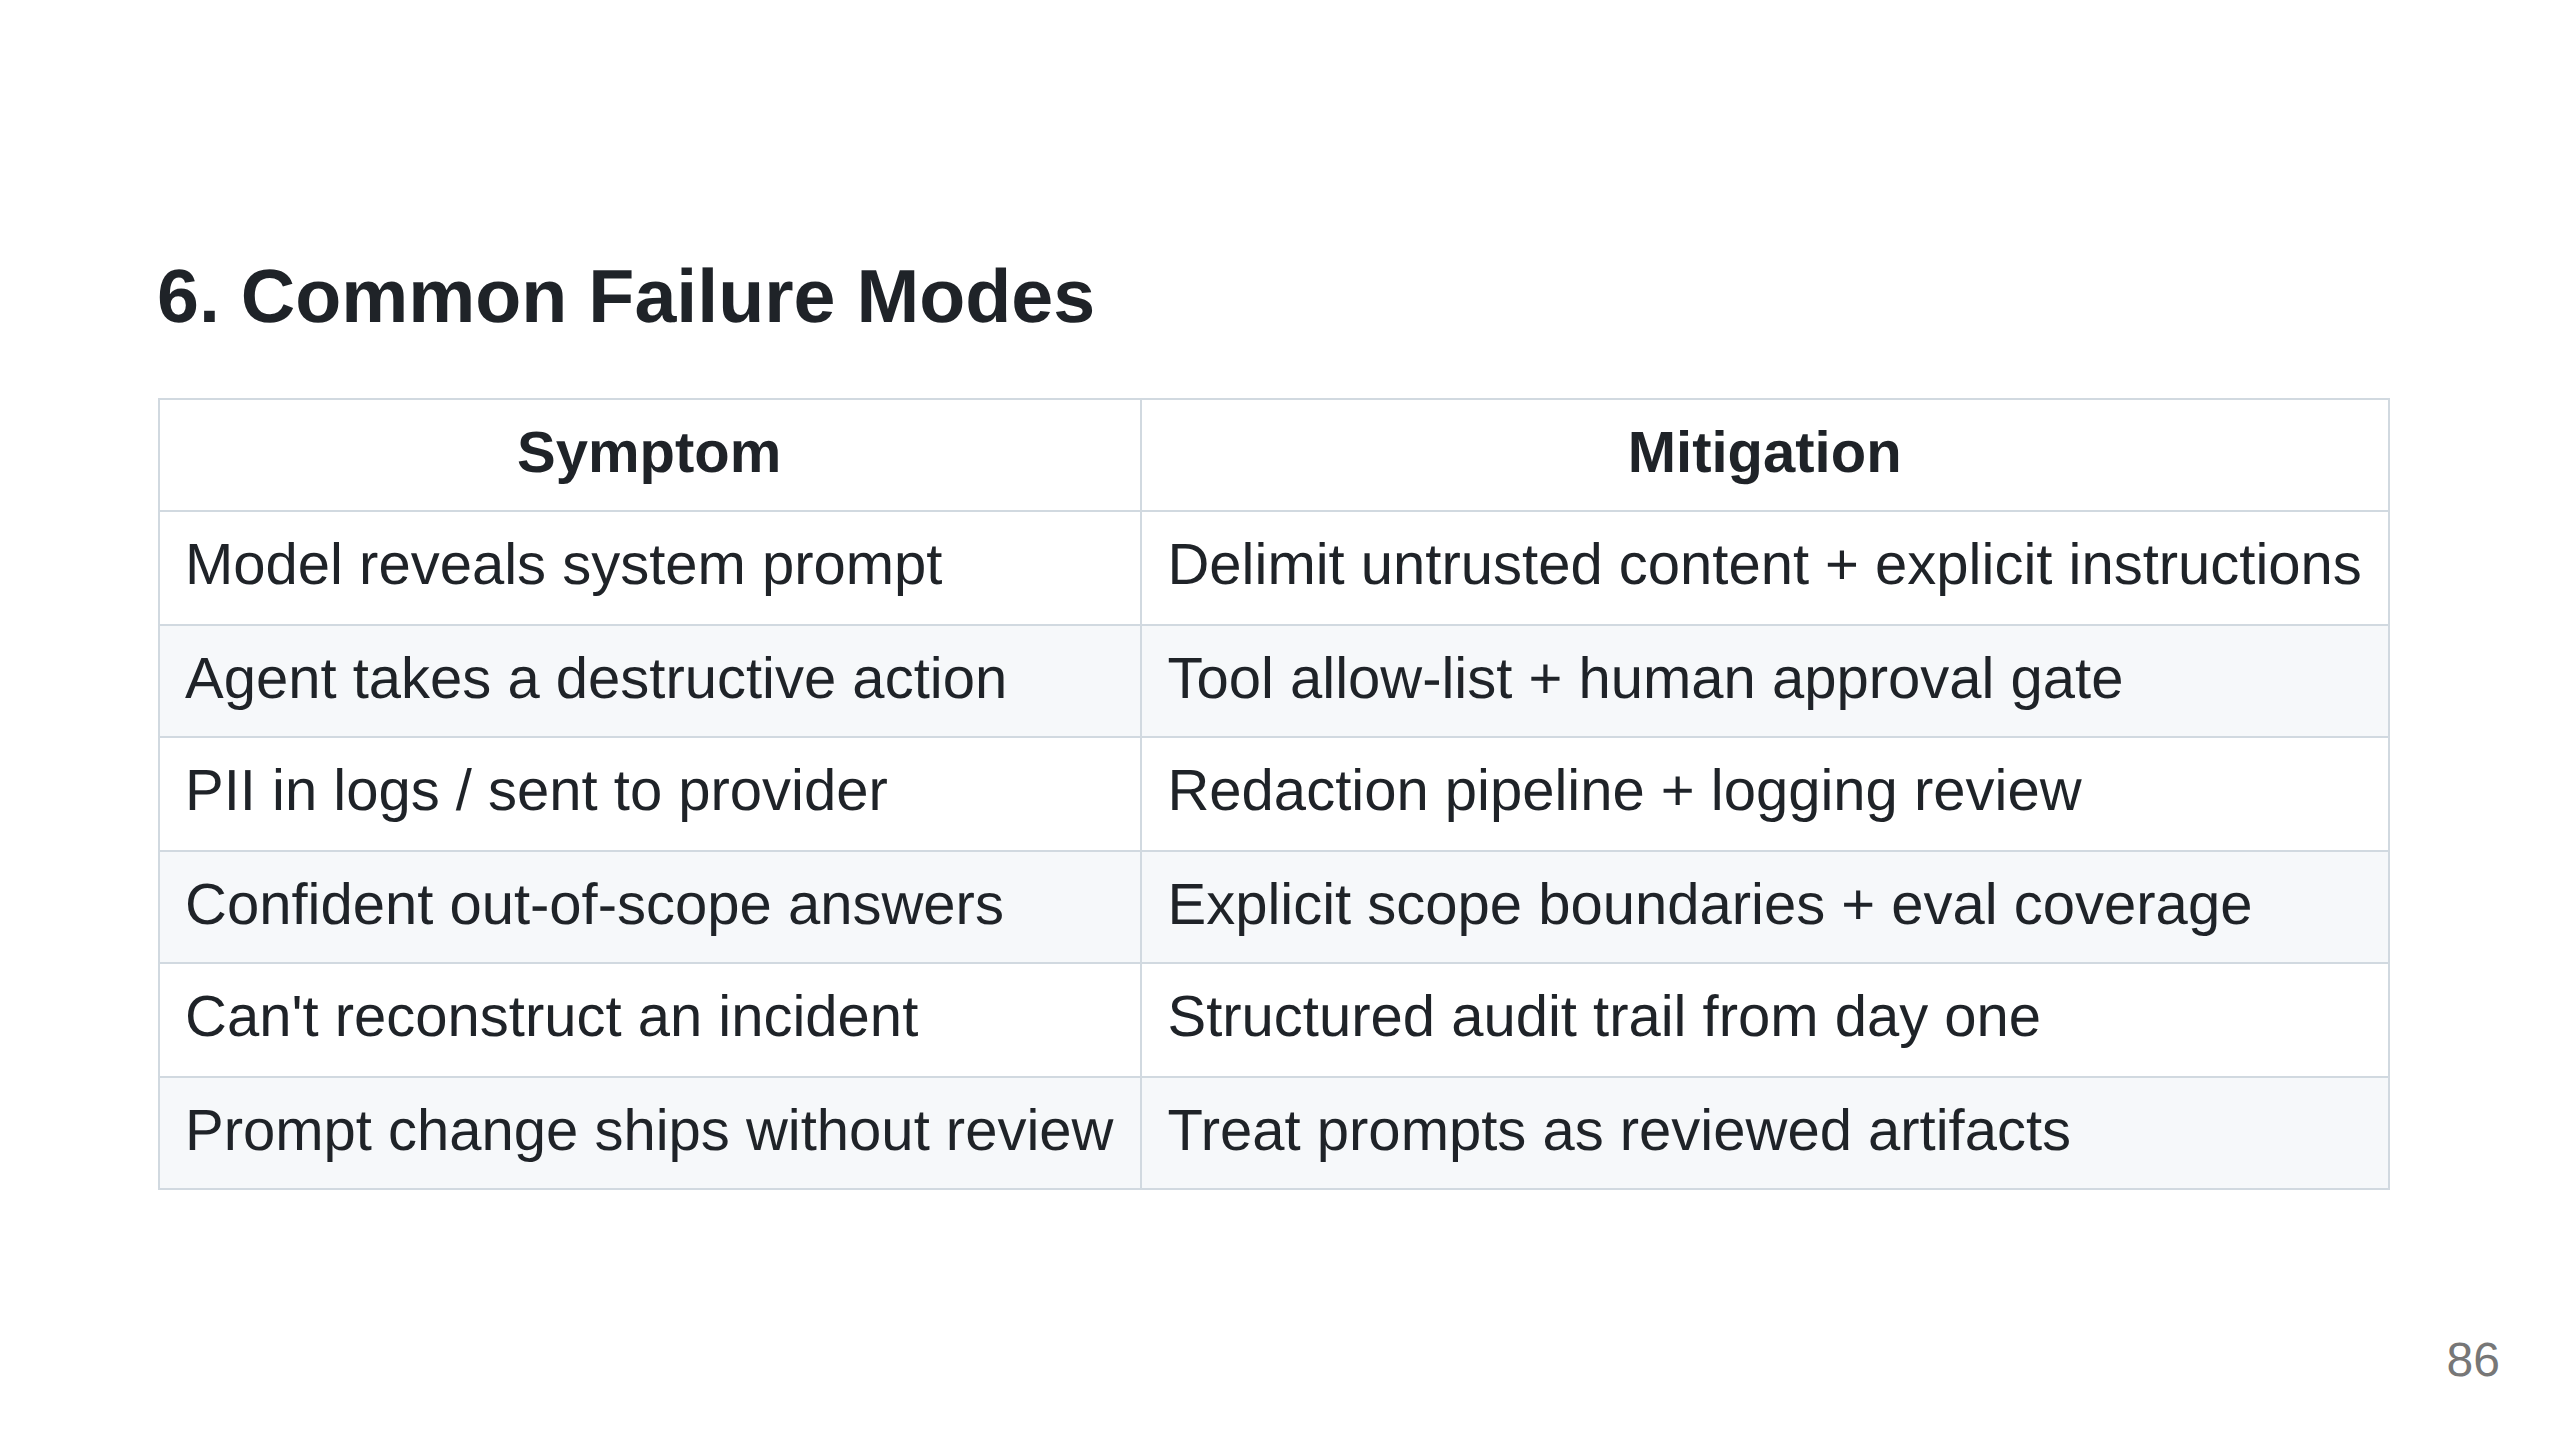 6. Common Failure Modes
Symptom Mitigation
Model reveals system prompt Delimit untrusted content + explicit instructions
Agent takes a destructive action Tool allow-list + human approval gate
PII in logs / sent to provider Redaction pipeline + logging review
Confident out-of-scope answers Explicit scope boundaries + eval coverage
Can't reconstruct an incident Structured audit trail from day one
Prompt change ships without review Treat prompts as reviewed artifacts
86